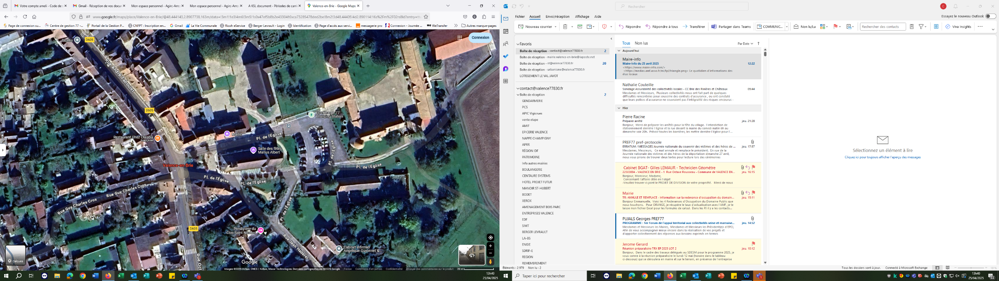 Votre compte ameli - Code de s
Gmail - Réception de vos docur
Mon espace personnel - Agirc-Arrco
Mon espace personnel - Agirc-Arrco
A KSL document - Périodes de carri
Valence-en-Brie - Google Maps
www.google.fr/maps/place/Valence-en-Brie/@48.444143,2.8907738,163m/
Page de connexion su...
Centre de gestion 77 -...
Portail de la Gestion P...
CNFPT : Inscription en...
Gmail
La Vie Communale
Ricoh eService
Berger Levrault - Login
Identification
Page d'accès aux servi...
messagerie pro
Connexion - Journée ...
WeTransfer
Autres marque-pages
Coallia
D605
Connexion
Rue André Taboulet
D605
Eco Charge 77
Charging Station
Restaurant Chez Claudia
Française
Mairie
Pl. de l'Église
Salle des fêtes
Marius Albert
Pl. de l'Église
Valence-en-Brie
Pl. de l'Église
Pl. de l'Église
Pl. de l'Église
Rue Guy Charles Cros
Rue Guy Charles Cros
Pl. de l'Église
D605
Presbytère du
Clos Saint Nicolas
Rue Jean Haderer
Cabinet infirmier
Angelique Guyonnet &...
Rue Oct
Calques
Google
Images ©2025 Airbus, CNES / Airbus, Maxar Technologies, Données cartographiques ©2025 Google
France
Conditions d'utilisation
Confidentialité
Envoyer des commentaires sur le produit
20 m
13h40
25/04/2025
Rechercher
C
Fichier
Accueil
Envoi/réception
Affichage
Aide
Essayez le nouveau Outlook
Nouveau courrier
Répondre
Répondre à tous
Transférer
Partager dans Teams
COMMUNIC...
Non lu/Lu
Rechercher des contacts
Viva Insights
Favoris
Boîte de réception - contact@valence77830.fr 2
Boîte de réception - mairie.valence-en-brie@laposte.net
Boîte de réception - st@valence77830.fr 20
Boîte de réception - urbanisme@valence77830.fr
LOTISSEMENT LE VAL JAVOT
contact@valence77830.fr
Boîte de réception 2
GENDARMERIE
PCS
APIC Vigicrues
vente etape
AMIF
EPICERIE VALENCE
NAPPE CHAMPIGNY
APRR
RÉGION IDF
PATRIMOINE
Info autres mairies
BOULANGERIE
CENTAURE SYSTEMS
HOTEL PROJET FUTUR
MANOIR ST-HUBERT
BODET
XEROX
AMENAGEMENT BOIS PARC
ENTREPRISES VALENCE
EDF
SIMT
BERGER LEVRAULT
LA-BS
ENGIE
SDRIF-E
REGION
REMEMBREMENT
Tous
Non lus
Par Date
Aujourd'hui
Maire-info
Maire-Info du 25 avril 2025 12:22
<https://www.maire-info.com/>
<https://medias.amf.asso.fr/mi/tpl/triangle.png> Le quotidien d'informations des
élus locaux
Nathalie Couteille
Sondage Assurabilité des collectivités locales - CC Brie des Rivières et Châteaux 09:44
Mesdames et Messieurs, Plusieurs collectivités nous ont fait part de quelques
difficultés rencontrées pour souscrire des contrats d'assurance, ou ont constaté
que leurs polices d'assurance ne couvraient pas l'intégralité des risques encourus -
Hier
Pierre Racine
Préparer arrêté jeu. 21:28
Bonjour, Merci de préparer les arrêtés pour la fête du village. l'interdiction de
stationnement derrière l'église et la rue devant la mairie du samedi matin 6h au
dimanche soir 20h. Prévoir toutes les barrières, les mettre derrière l'église pour l'...
PREF77 pref-protocole
ERRATUM / MESSAGES Journée nationale du souvenir des victimes et des héros de ... jeu. 17:57
Mesdames, Messieurs, Ce mail annule et remplace le précédent. En vue de la
Journée nationale des victimes et des héros de la déportation dimanche 27 avril,
nous vous prions de trouver deux textes pour lecture lors des cérémonies
Cabinet BGAT- Gilles LEMAUR - Technicien Géomètre
22503004 - VALENCE EN BRIE - 1 Rue Octave Rousseau - Commune de VALENCE EN... jeu. 16:15
Bonjour, Monsieur, Madame,
Concernant l'affaire citée en l'objet
-Veuillez trouver ci-joint le PROJET DE DIVISION de votre propriété. Merci de nous
Mairie
TR: ANNULE ET REMPLACE - Information sur la redevance d'occupation du domain... jeu. 15:11
Bonjour Emmanuelle, Voici les 4 Redevances d'Occupation du Domaine Public que
nous touchons. Pour ORANGE, je récupère le taux d'actualisation avec l'AMF, je te
laisse mon fichier Excel pour les formules de calcul. Dans les PJ il y a les contacts...
PUJALS Georges PREF77
PROGRAMME : 1er Forum de l'appui territorial aux collectivités seine-et-marnaise... jeu. 14:52
Mesdames et Messieurs les Maires, Mesdames et Messieurs les Président(e)s d'EPCI,
Afin de vous accompagner mieux encore dans la réalisation de vos projets et
d'apporter collectivement des réponses aux besoins exprimés en termes
Jerome Gerard
Réunion préparatoire TRX EP 2025 LOT 2 jeu. 10:12
Bonjour, Dans le cadre des travaux délégués au SDESM pour le programme 2025, je
vous convie à la réunion préparatoire le lundi 12 mai (horaire dans le tableau
ci-dessous) qui se déroulera en mairie et sur le terrain, en présence de l'entreprise
Sélectionnez un élément à lire
Cliquez ici pour toujours afficher l'aperçu des messages
Éléments : 2 979
Non lu : 2
Tous les dossiers sont à jour.
Connecté à Microsoft Exchange
10 %
Taper ici pour rechercher
13h40
25/04/2025
22